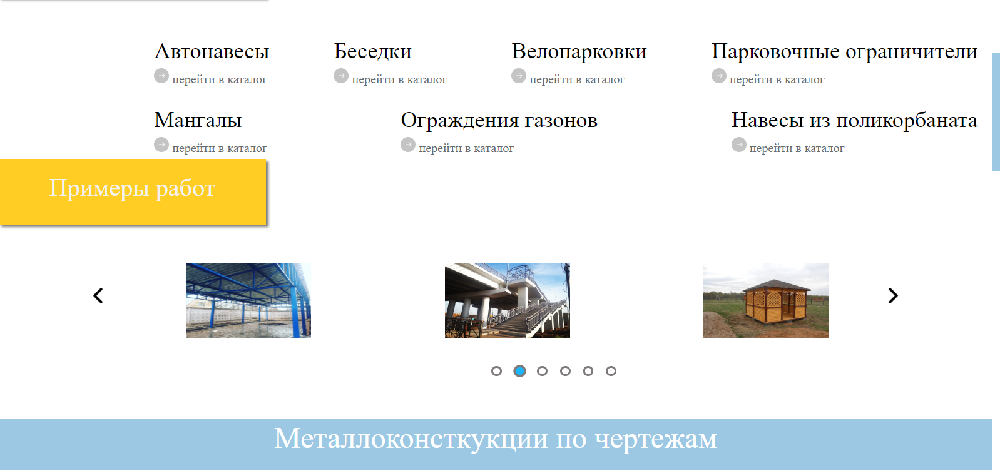 Автонавесы
Беседки
Велопарковки
Парковочные ограничители
перейти в каталог
перейти в каталог
перейти в каталог
перейти в каталог
Мангалы
Ограждения газонов
Навесы из поликорбаната
перейти в каталог
перейти в каталог
перейти в каталог
Примеры работ
Металлоконсткукции по чертежам